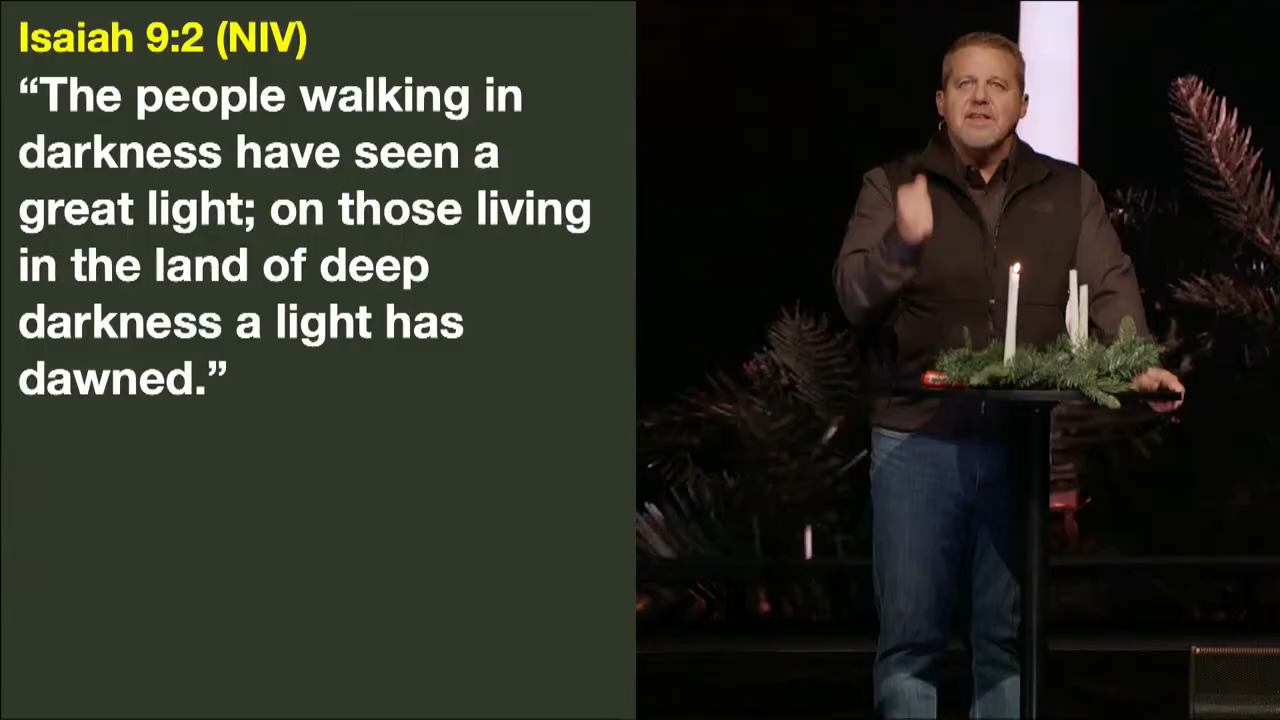 Isaiah 9:2 (NIV)
“The people walking in
darkness have seen a
great light; on those living
in the land of deep
darkness a light has
dawned.”